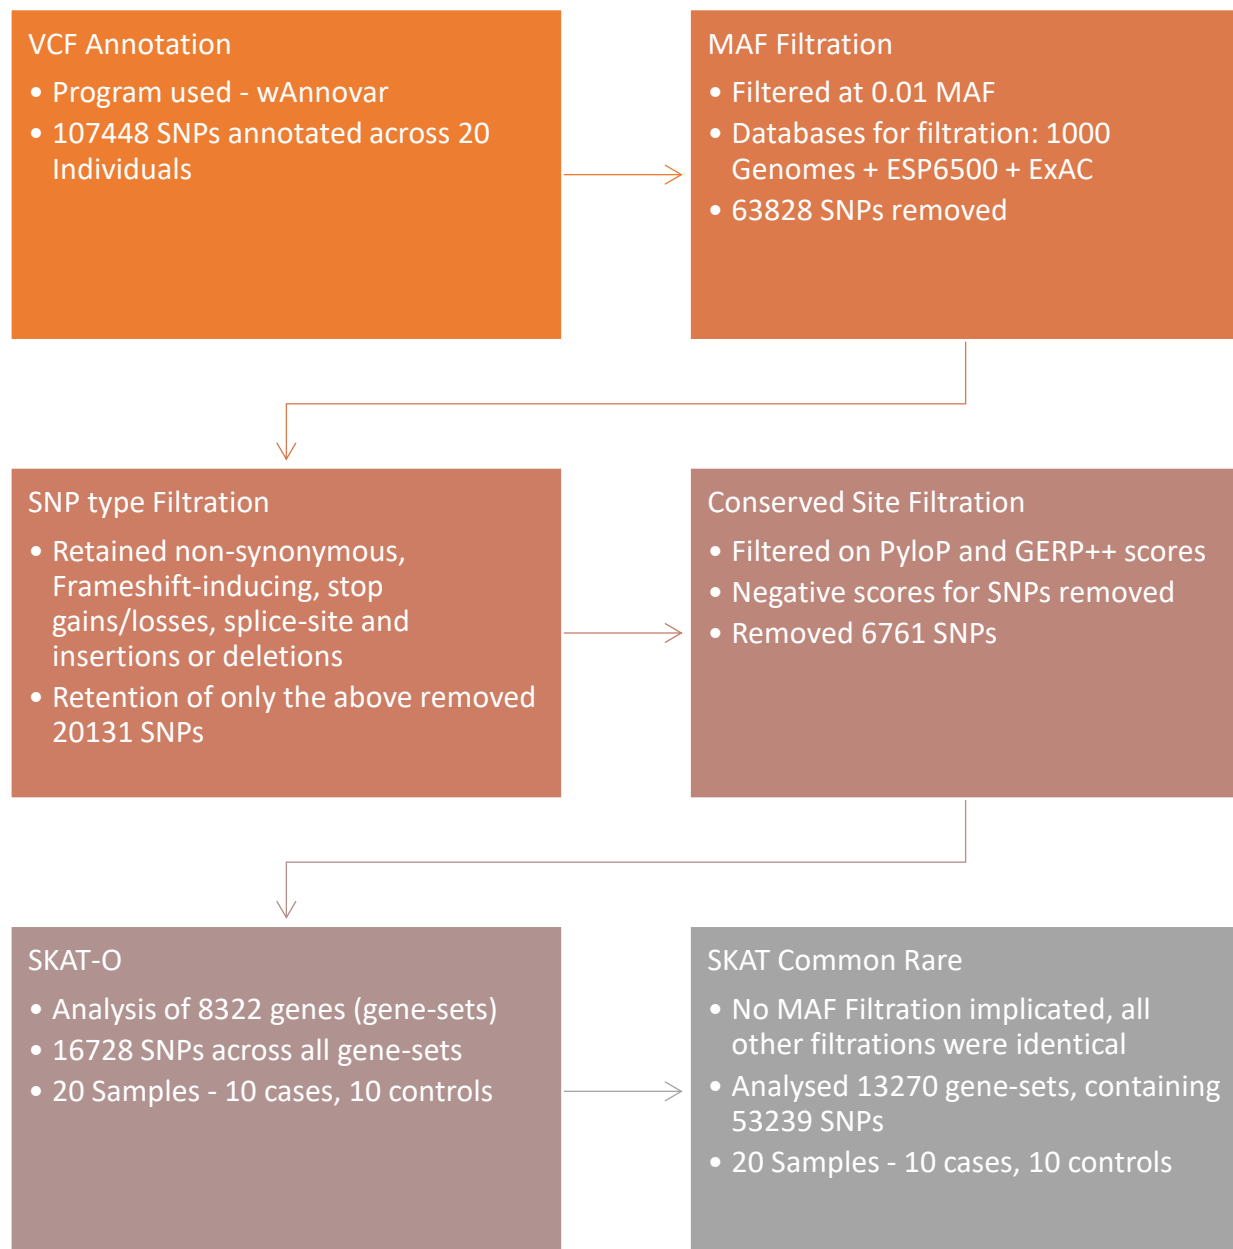 VCF Annotation
• Program used - wAnnovar
• 107448 SNPs annotated across 20
Individuals
MAF Filtration
• Filtered at 0.01 MAF
• Databases for filtration: 1000
Genomes + ESP6500 + ExAC
• 63828 SNPs removed
SNP type Filtration
• Retained non-synonymous,
Frameshift-inducing, stop
gains/losses, splice-site and
insertions or deletions
• Retention of only the above removed
20131 SNPs
Conserved Site Filtration
• Filtered on PyloP and GERP++ scores
• Negative scores for SNPs removed
• Removed 6761 SNPs
SKAT-O
• Analysis of 8322 genes (gene-sets)
• 16728 SNPs across all gene-sets
• 20 Samples - 10 cases, 10 controls
SKAT Common Rare
• No MAF Filtration implicated, all
other filtrations were identical
• Analysed 13270 gene-sets, containing
53239 SNPs
• 20 Samples - 10 cases, 10 controls